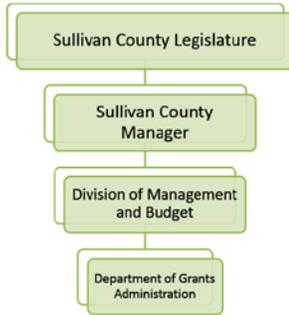 Sullivan County Legislature
Sullivan County
Manager
Division of Management
and Budget
Department of Grants
Administration